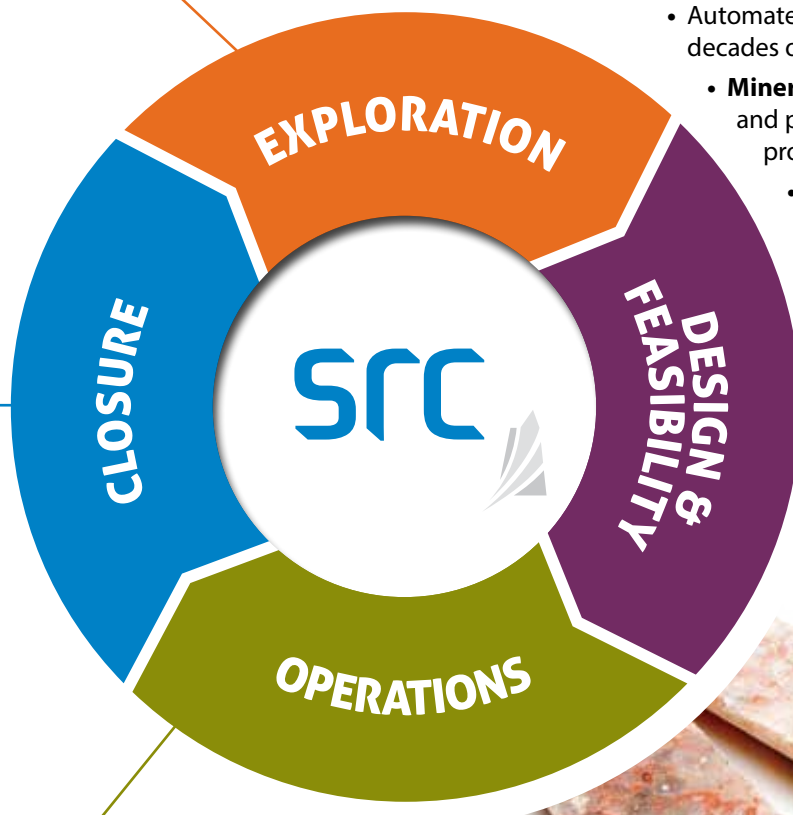 • Automate
decades o
• Miner
and p
pro
•
EXPLORATION
DESIGN &
FEASIBILITY
CLOSURE
src
OPERATIONS